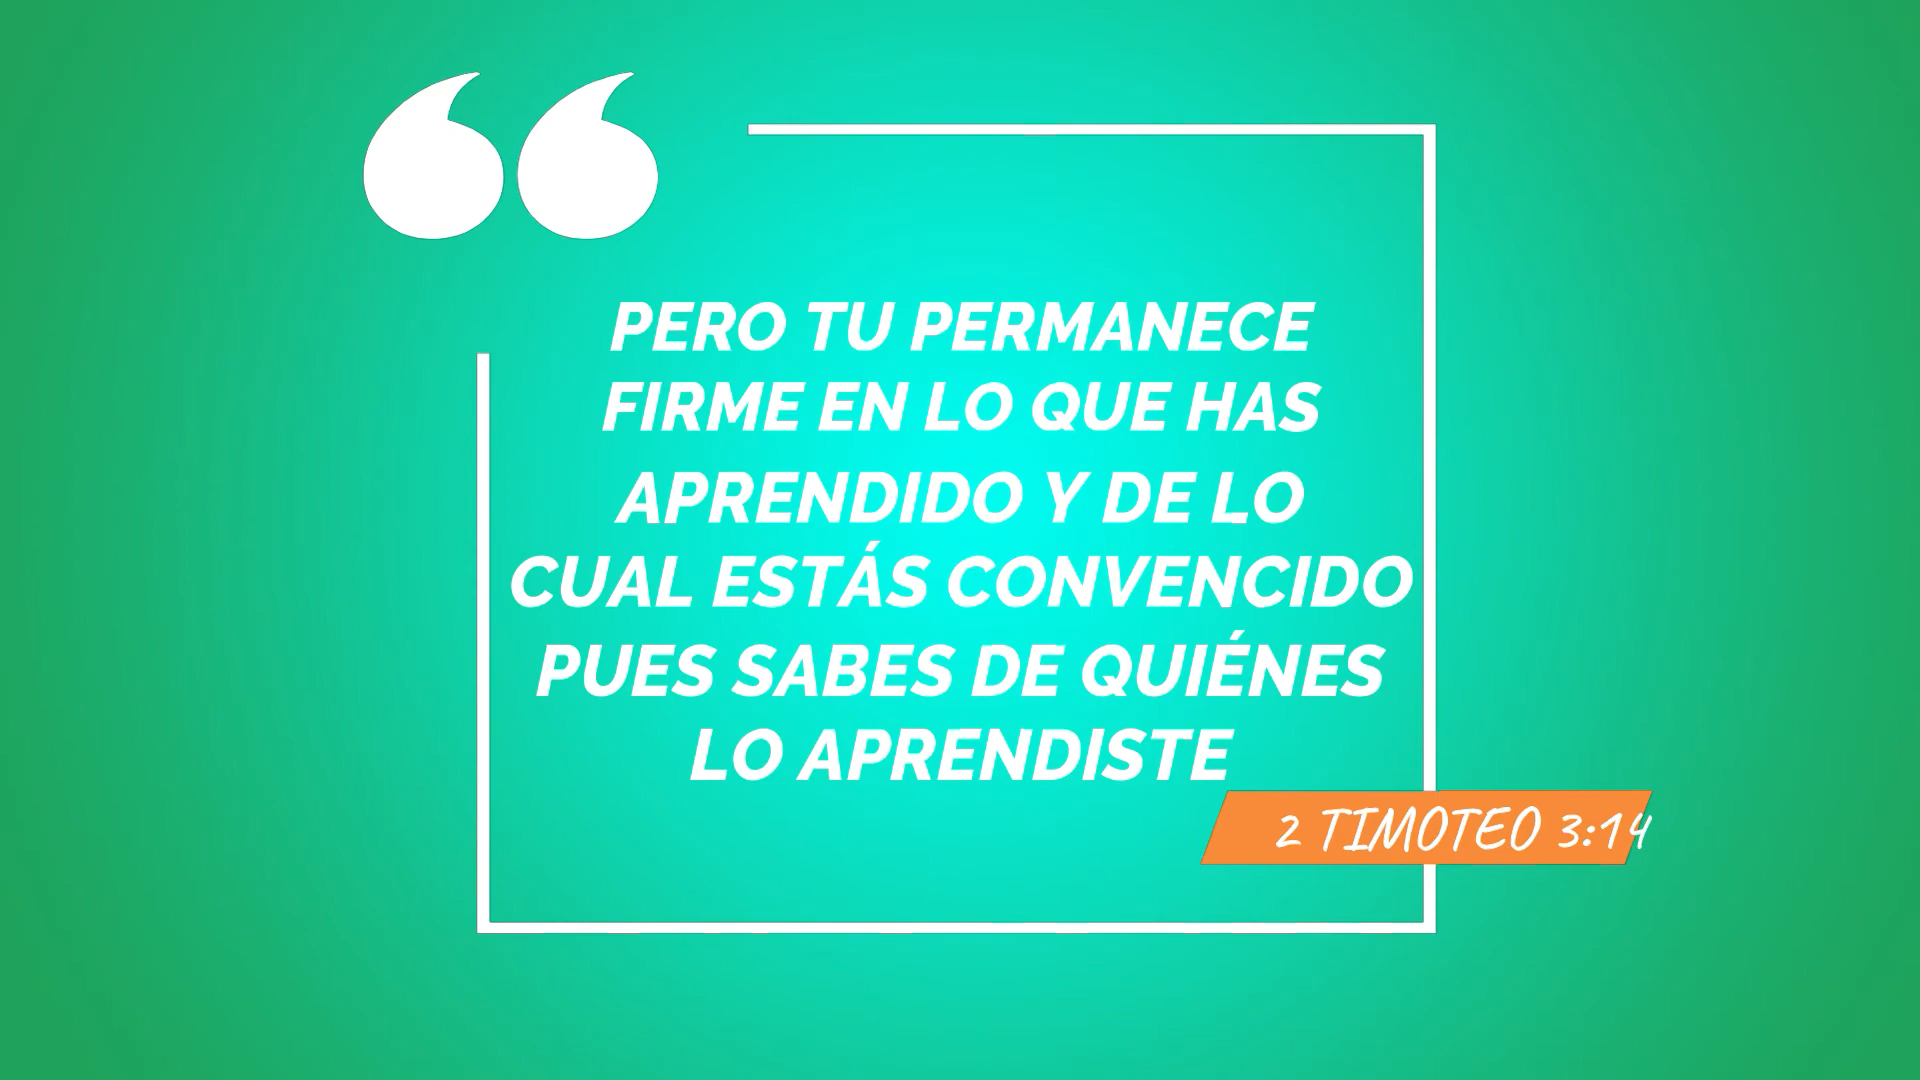 PERO TU PERMANECE
FIRME EN LO QUE HAS
APRENDIDO Y DE LO
CUAL ESTÁS CONVENCIDO
PUES SABES DE QUIÉNES
LO APRENDISTE
2 TIMOTEO 3:14